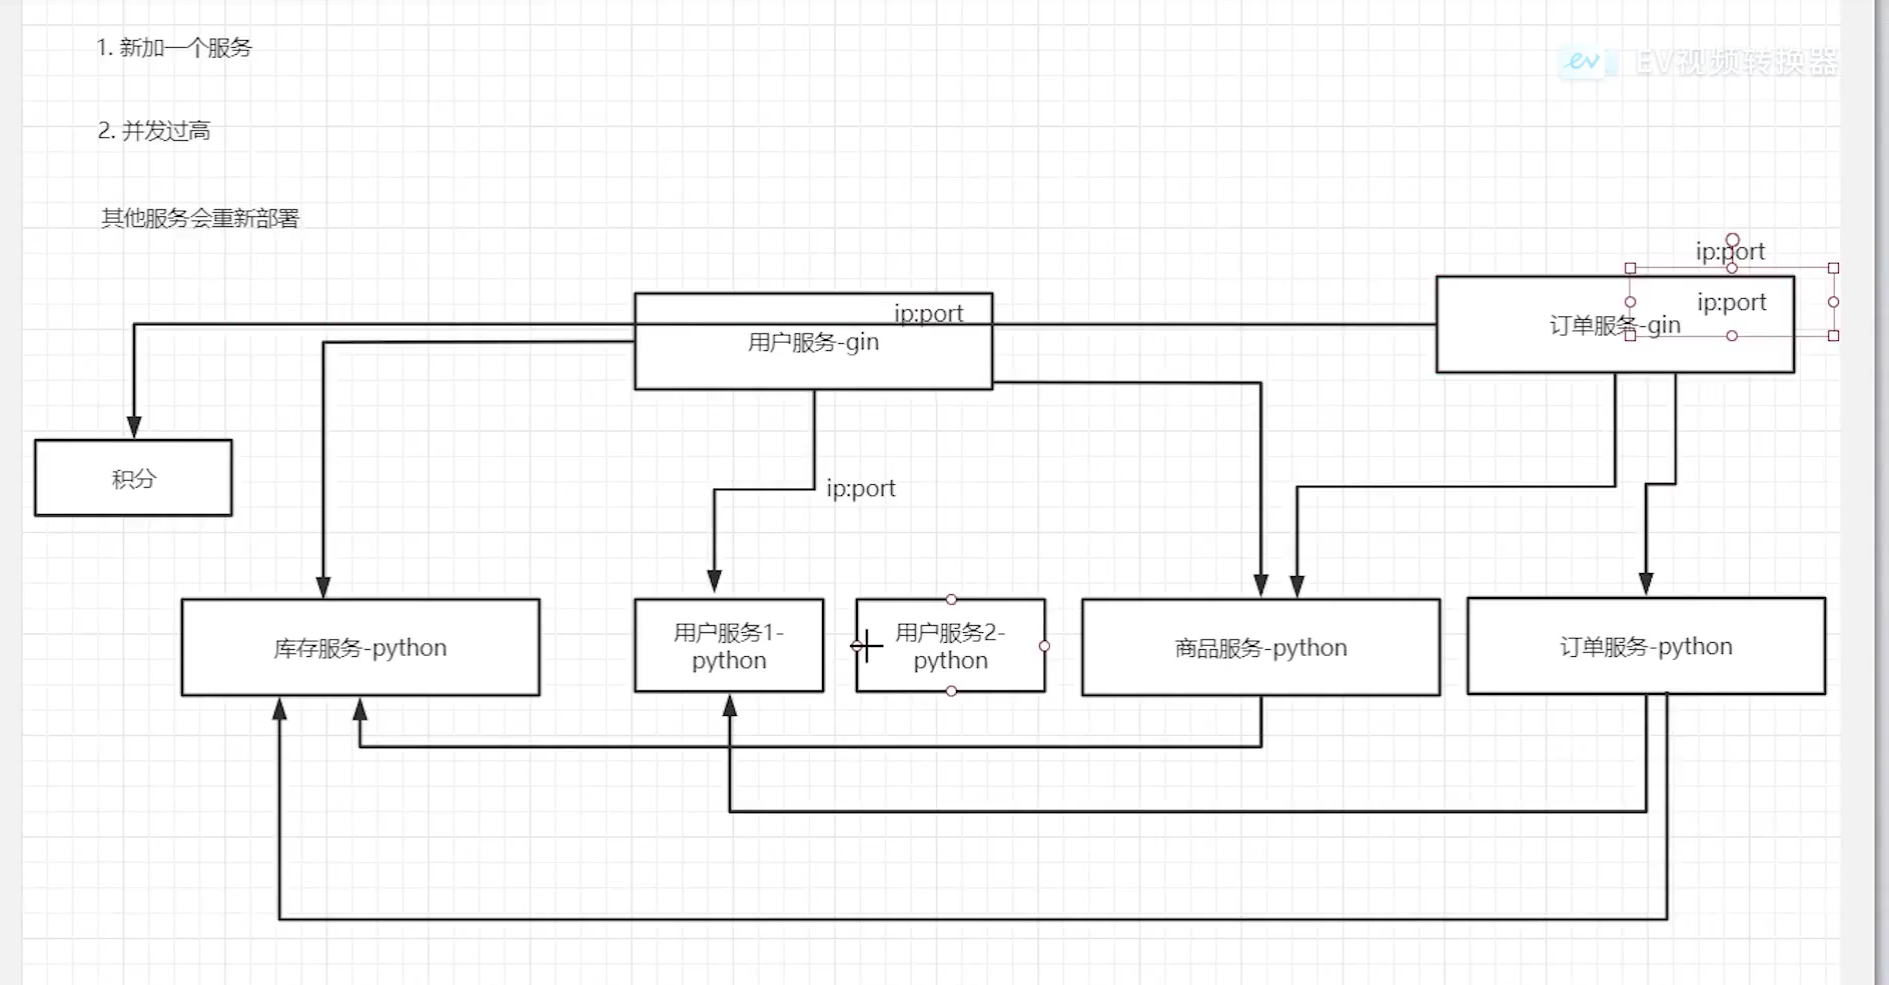 1. 新加一个服务
EV视频转换器
2. 并发过高
其他服务会重新部署
ip:port
ip:port
ip:port
订单服务-gin
用户服务-gin
积分
ip:port
库存服务-python
用户服务1-
python
用户服务2-
python
商品服务-python
订单服务-python